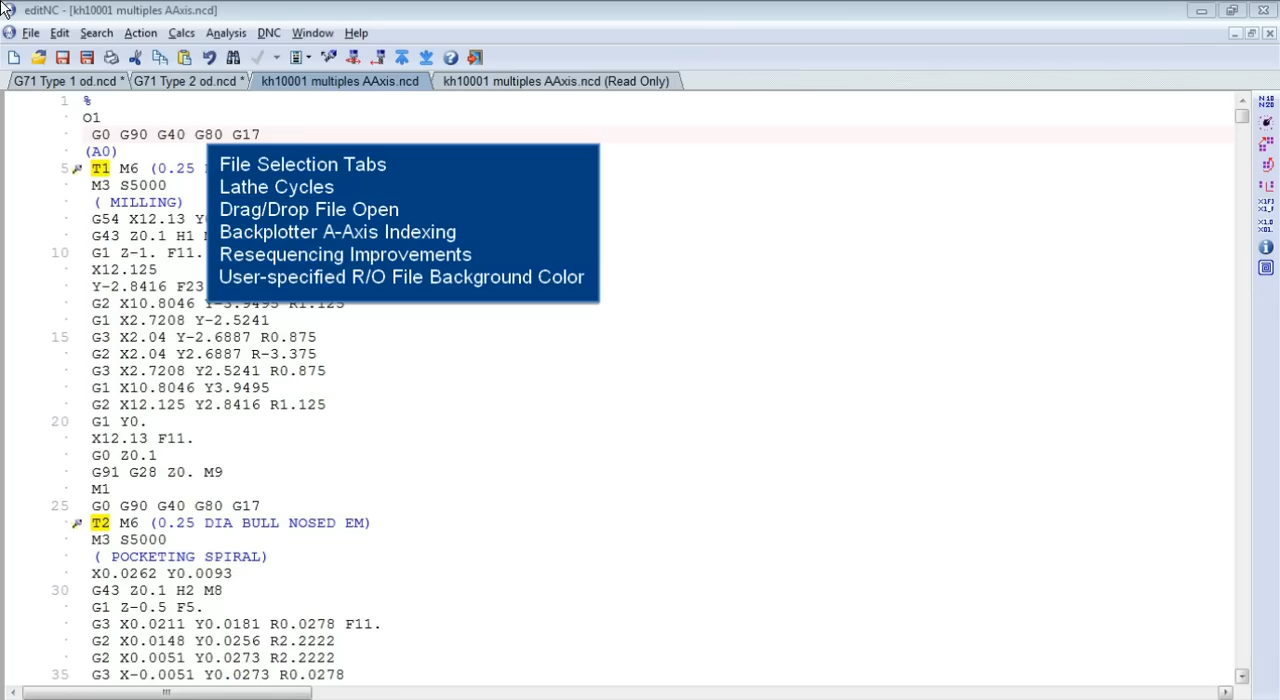 editNC - [kh10001 multiples AAxis.ncd]
File Edit Search Action Calcs Analysis DNC Window Help
G71 Type 1 od.ncd * G71 Type 2 od.ncd * kh10001 multiples AAxis.ncd kh10001 multiples AAxis.ncd (Read Only)
1 %
O1
G0 G90 G40 G80 G17
(A0)
5 T1 M6 (0.25
M3 S5000
( MILLING)
G54 X12.13
G43 Z0.1 H1
10 G1 Z-1. F11.
X12.125
Y-2.8416 F23
G2 X10.8046 Y-3.9495 R1.125
G1 X2.7208 Y-2.5241
15 G3 X2.04 Y-2.6887 R0.875
G2 X2.04 Y2.6887 R-3.375
G3 X2.7208 Y2.5241 R0.875
G1 X10.8046 Y3.9495
G2 X12.125 Y2.8416 R1.125
20 G1 Y0.
X12.13 F11.
G0 Z0.1
G91 G28 Z0. M9
M1
25 G0 G90 G40 G80 G17
T2 M6 (0.25 DIA BULL NOSED EM)
M3 S5000
( POCKETING SPIRAL)
X0.0262 Y0.0093
30 G43 Z0.1 H2 M8
G1 Z-0.5 F5.
G3 X0.0211 Y0.0181 R0.0278 F11.
G2 X0.0148 Y0.0256 R2.2222
G2 X0.0051 Y0.0273 R2.2222
35 G3 X-0.0051 Y0.0273 R0.0278
File Selection Tabs
Lathe Cycles
Drag/Drop File Open
Backplotter A-Axis Indexing
Resequencing Improvements
User-specified R/O File Background Color
N10
N20